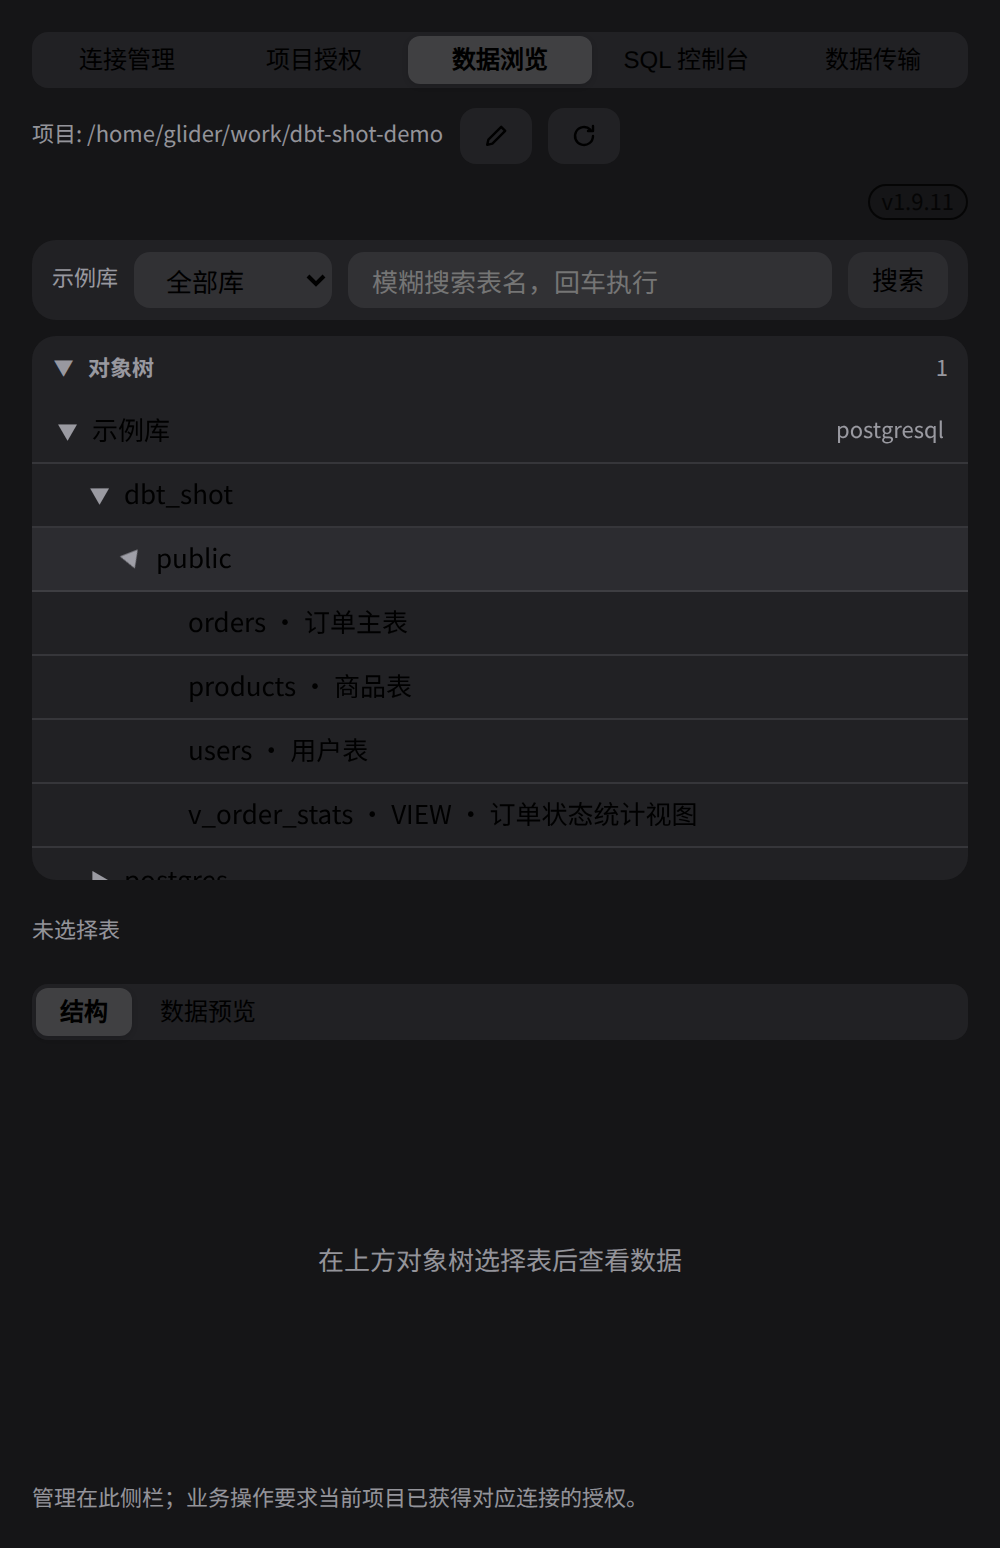 连接管理 项目授权 数据浏览 SQL 控制台 数据传输
项目: /home/glider/work/dbt-shot-demo
v1.9.11
示例库 全部库 模糊搜索表名，回车执行 搜索
对象树 1
示例库 postgresql
dbt_shot
public
orders · 订单主表
products · 商品表
users · 用户表
v_order_stats · VIEW · 订单状态统计视图
postgres
未选择表
结构 数据预览
在上方对象树选择表后查看数据
管理在此侧栏；业务操作要求当前项目已获得对应连接的授权。